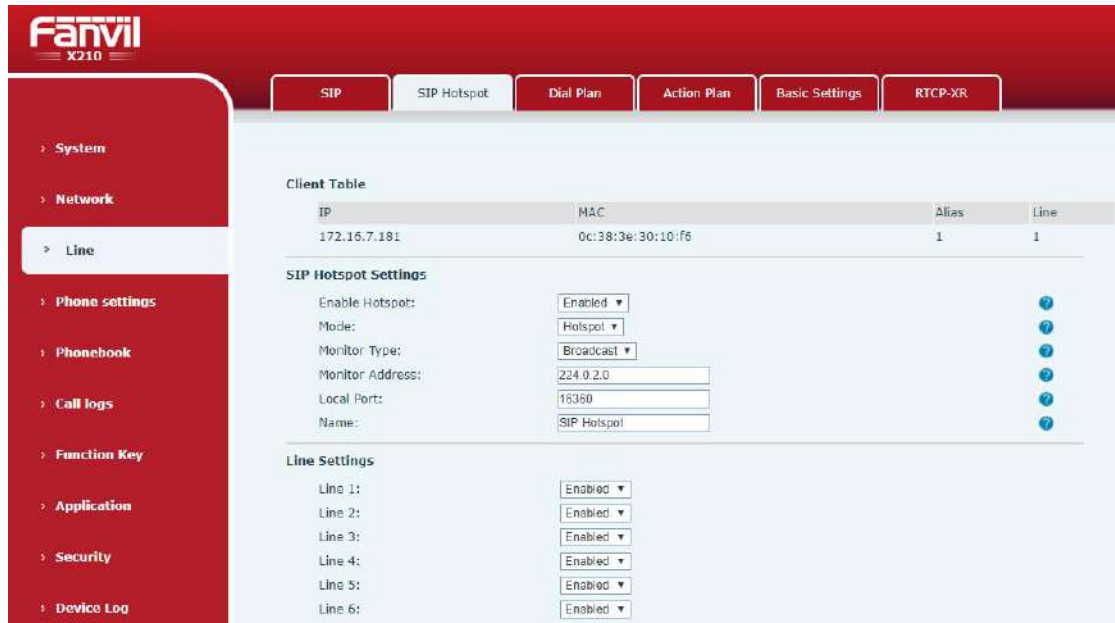 Fanvil
X210
SIP
SIP Hotspot
Dial Plan
Action Plan
Basic Settings
RTCP-XR
› System
› Network
› Line
› Phone settings
› Phonebook
› Call logs
› Function Key
› Application
› Security
› Device Log
Client Table
IP MAC Alias Line
172.16.7.181 0c:38:3e:30:10:f6 1 1
SIP Hotspot Settings
Enable Hotspot: Enabled
Mode: Hotspot
Monitor Type: Broadcast
Monitor Address: 224.0.2.0
Local Port: 16360
Name: SIP Hotspot
Line Settings
Line 1: Enabled
Line 2: Enabled
Line 3: Enabled
Line 4: Enabled
Line 5: Enabled
Line 6: Enabled